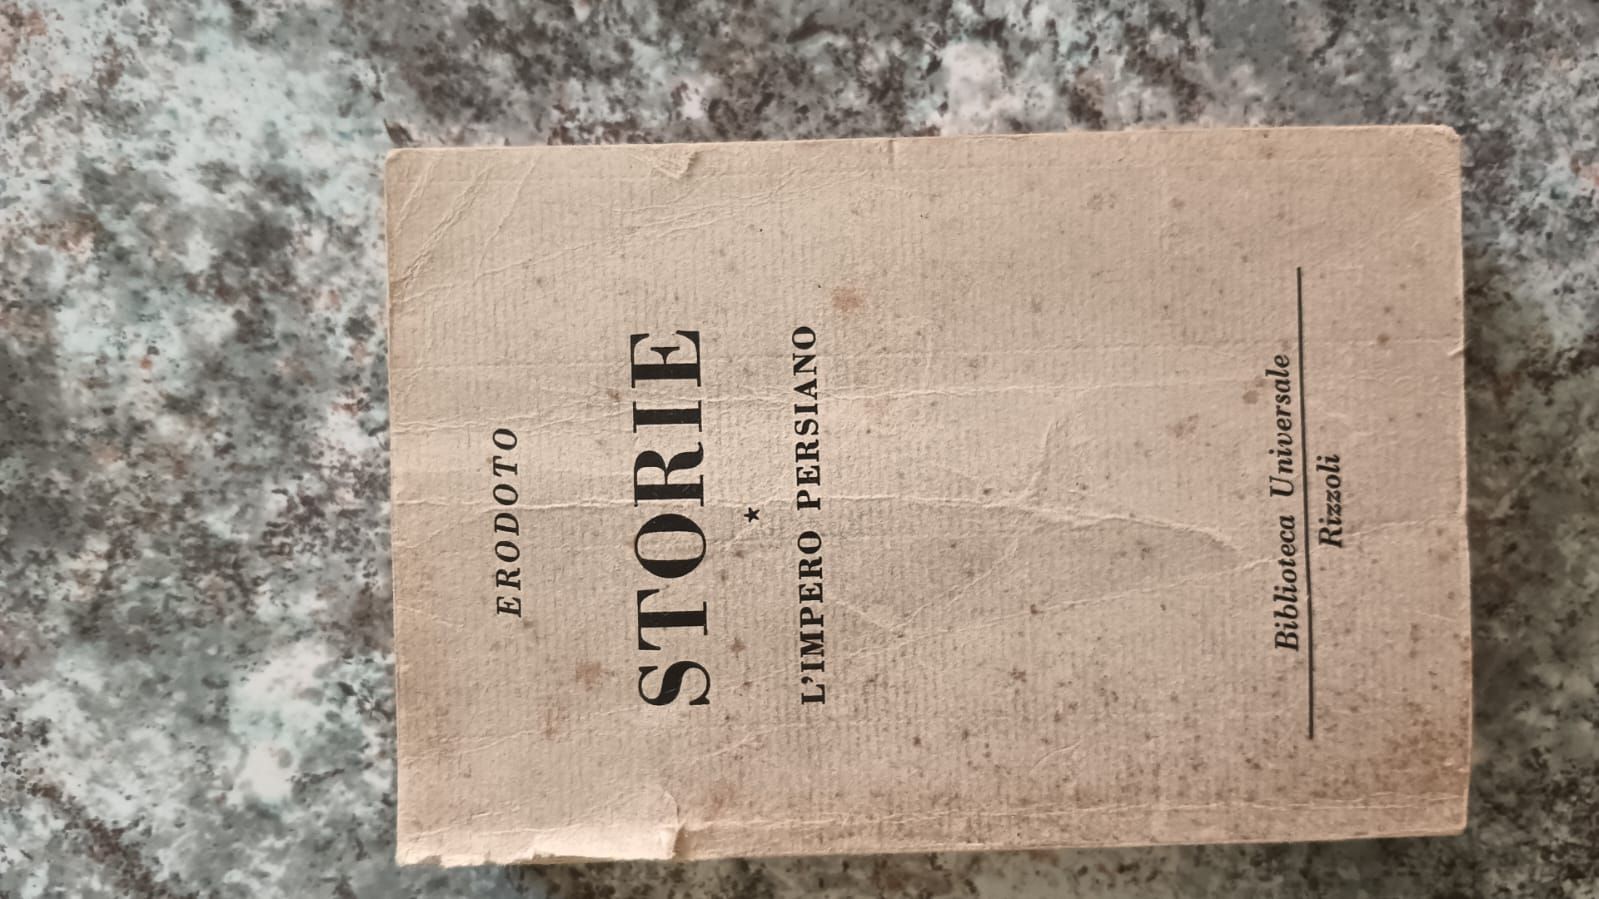 ERODOTO
STORIE
★
L'IMPERO PERSIANO
Biblioteca Universale
Rizzoli